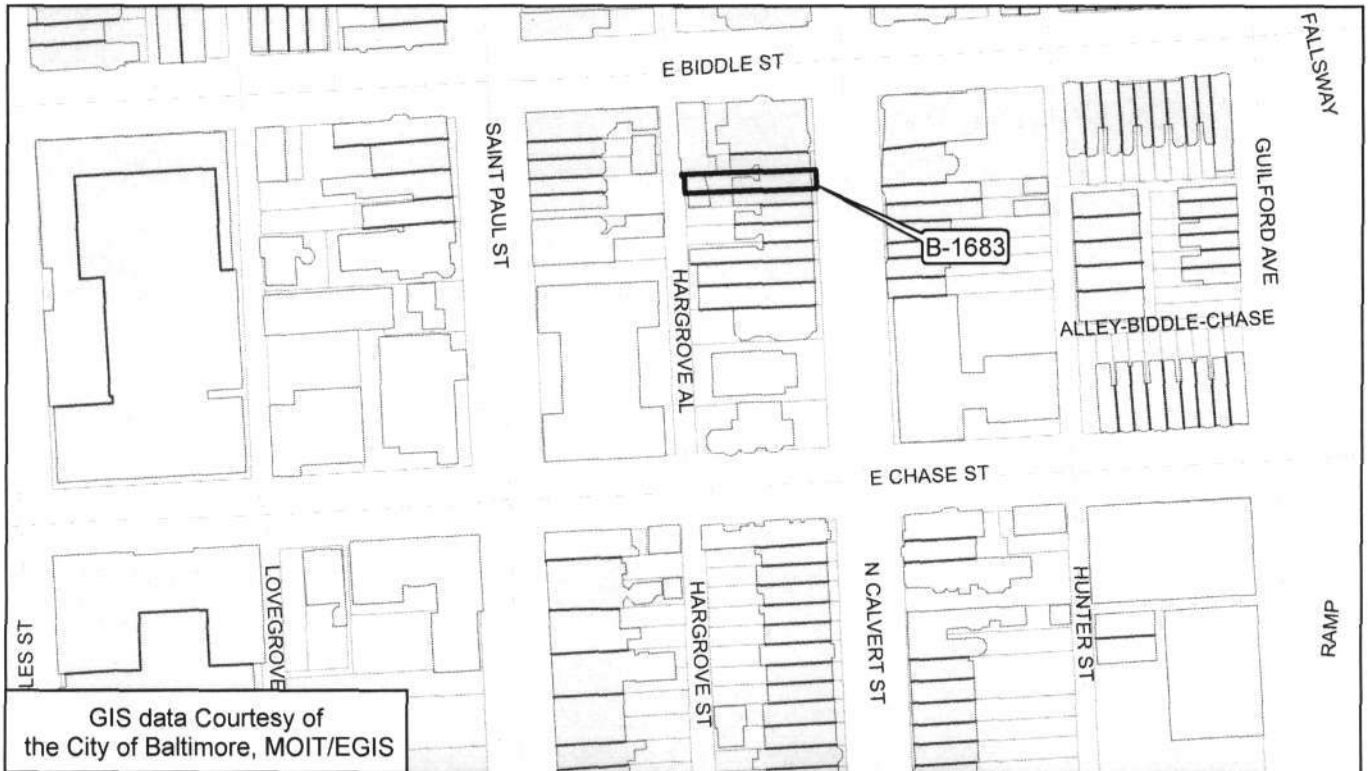 E BIDDLE ST
FALLSWAY
SAINT PAUL ST
GUILFORD AVE
B-1683
HARGROVE AL
ALLEY-BIDDLE-CHASE
E CHASE ST
LES ST
LOVEGROVE
HARGROVE ST
N CALVERT ST
HUNTER ST
RAMP
GIS data Courtesy of
the City of Baltimore, MOIT/EGIS